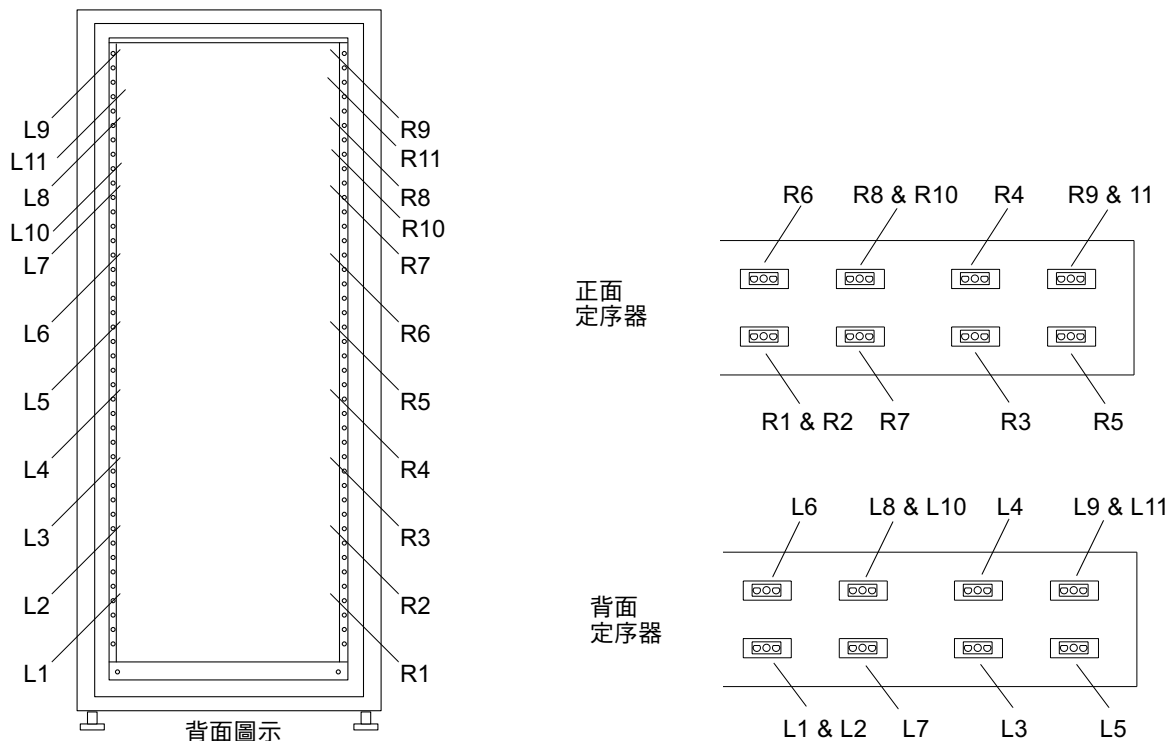 L9
L11
L8
L10
L7
L6
L5
L4
L3
L2
L1
R9
R11
R8
R10
R7
R6
R5
R4
R3
R2
R1
背面圖示
R6 R8 & R10 R4 R9 & 11
正面
定序器
R1 & R2 R7 R3 R5
L6 L8 & L10 L4 L9 & L11
背面
定序器
L1 & L2 L7 L3 L5